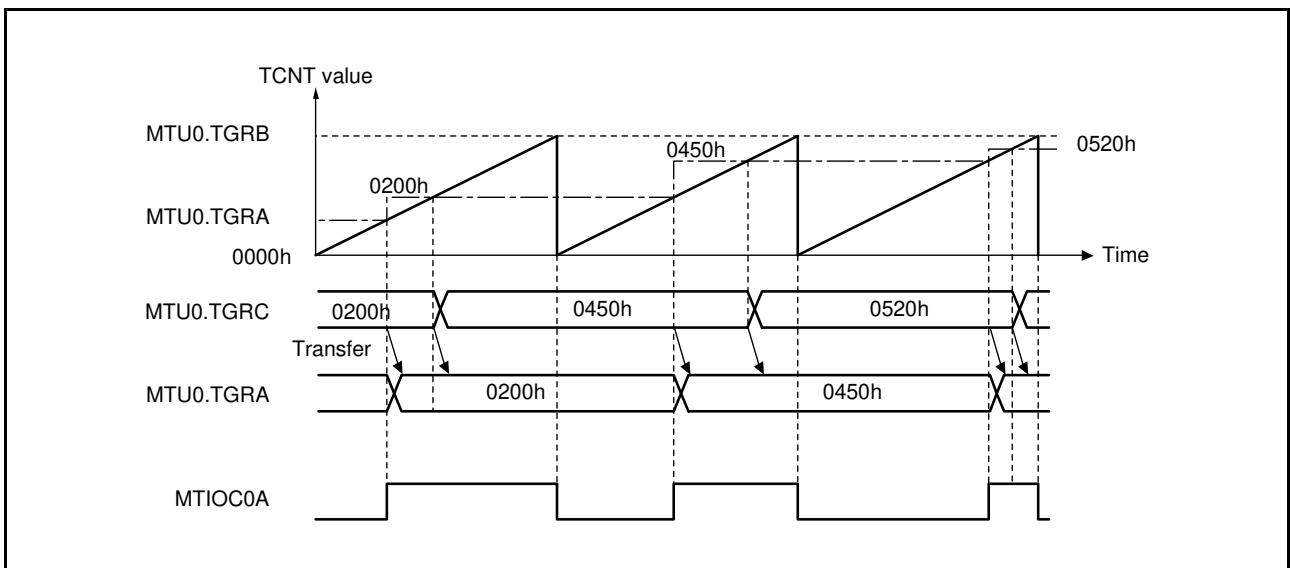 TCNT value
MTU0.TGRB
0520h
0450h
0200h
MTU0.TGRA
0000h
Time
MTU0.TGRC
0200h
0450h
0520h
Transfer
MTU0.TGRA
0200h
0450h
MTIOC0A